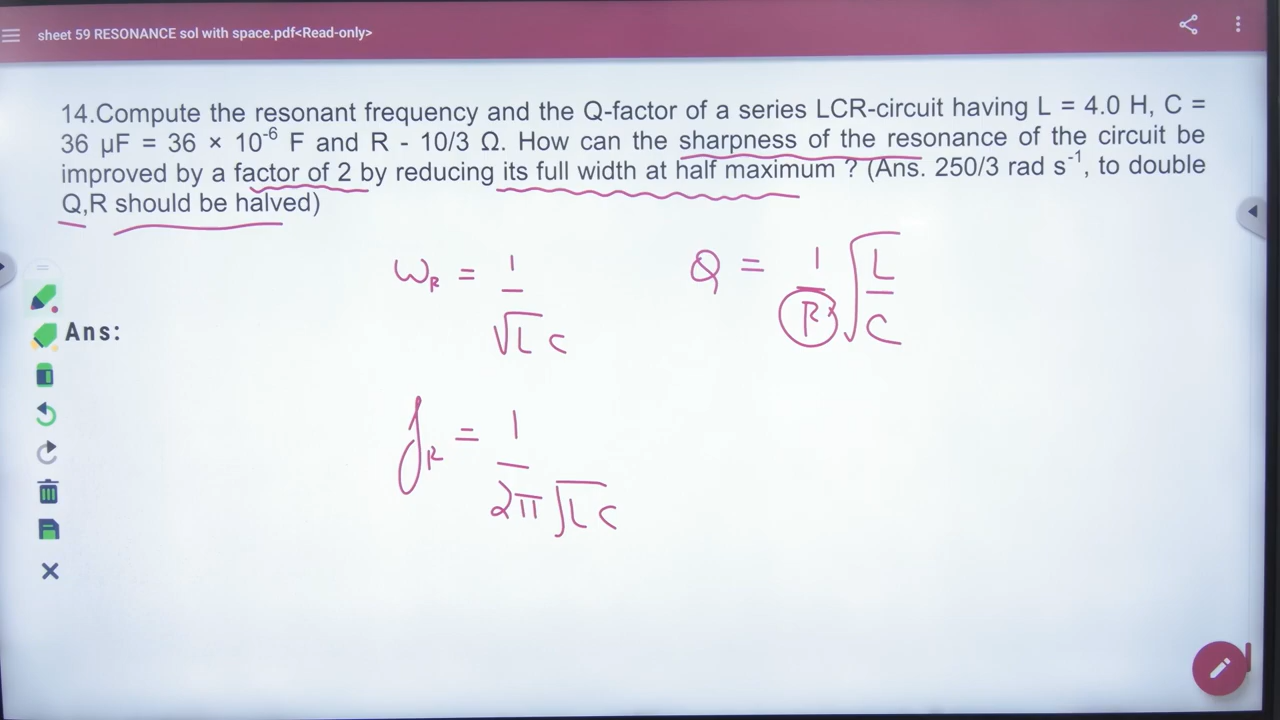 sheet 59 RESONANCE sol with space.pdf<Read-only>
14.Compute the resonant frequency and the Q-factor of a series LCR-circuit having L = 4.0 H, C =
36 μF = 36 × 10⁻⁶ F and R - 10/3 Ω. How can the sharpness of the resonance of the circuit be
improved by a factor of 2 by reducing its full width at half maximum ? (Ans. 250/3 rad s⁻¹, to double
Q,R should be halved)
Ans:
ω_R = 1/√LC
Q = 1/R √L/C
f_R = 1/2π√LC